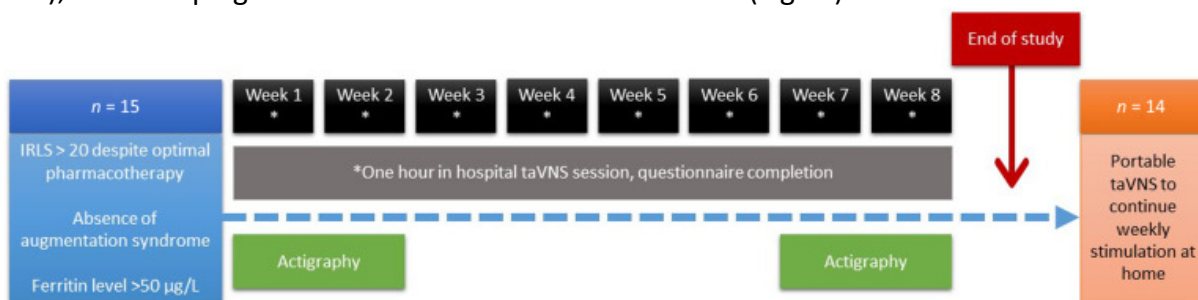 End of study
n = 15
Week 1
*
Week 2
*
Week 3
*
Week 4
*
Week 5
*
Week 6
*
Week 7
*
Week 8
*
n = 14
IRLS > 20 despite optimal
pharmacotherapy
Absence of
augmentation syndrome
Ferritin level >50 µg/L
*One hour in hospital taVNS session, questionnaire completion
Actigraphy
Actigraphy
Portable
taVNS to
continue
weekly
stimulation at
home